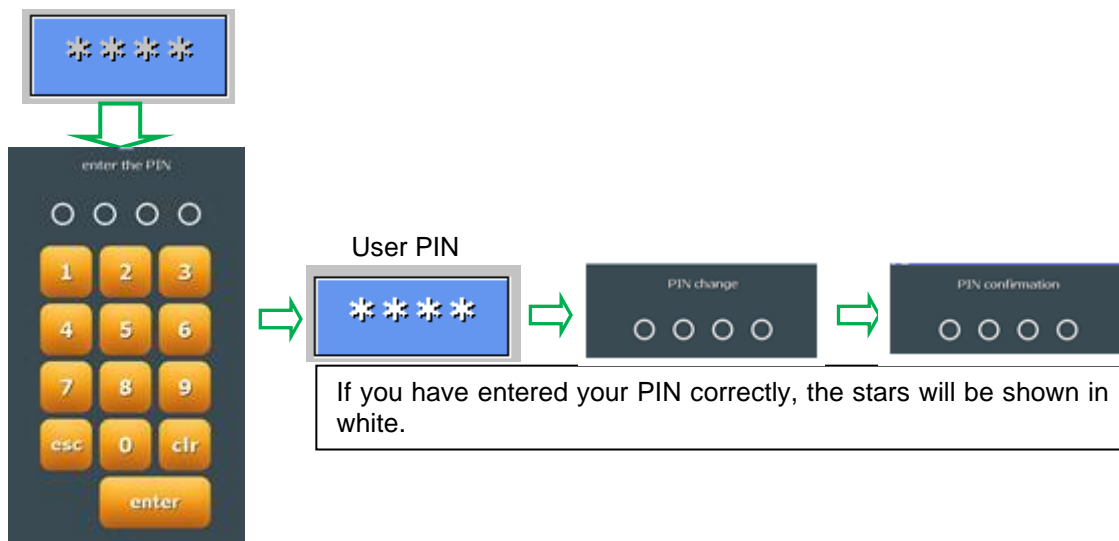 ****
enter the PIN
1 2 3
4 5 6
7 8 9
esc 0 clr
enter
User PIN
****
PIN change
PIN confirmation
If you have entered your PIN correctly, the stars will be shown in
white.